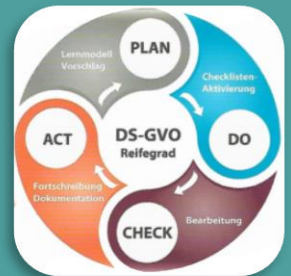 PLAN
Lernmodell
Vorschlag
Checklisten-
Aktivierung
ACT
DS-GVO
Reifegrad
DO
Fortschreibung
Dokumentation
Bearbeitung
CHECK